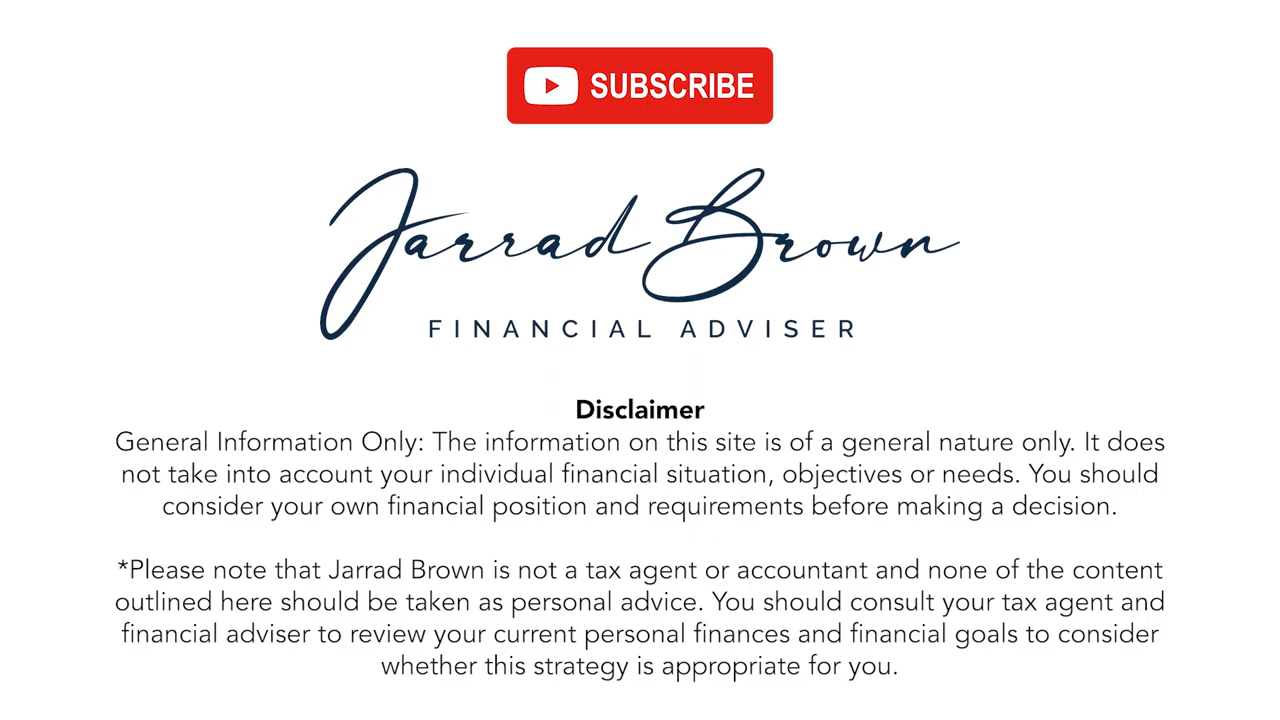 SUBSCRIBE
Jarrad Brown
FINANCIAL ADVISER
Disclaimer
General Information Only: The information on this site is of a general nature only. It does
not take into account your individual financial situation, objectives or needs. You should
consider your own financial position and requirements before making a decision.
*Please note that Jarrad Brown is not a tax agent or accountant and none of the content
outlined here should be taken as personal advice. You should consult your tax agent and
financial adviser to review your current personal finances and financial goals to consider
whether this strategy is appropriate for you.